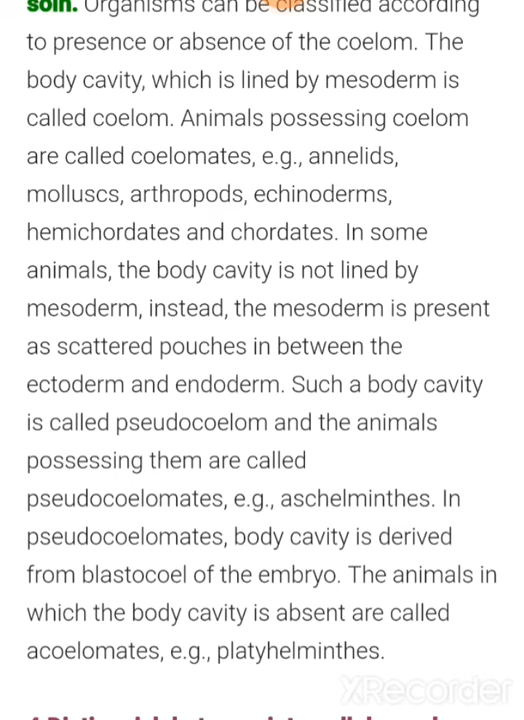 soln. Organisms can be classified according
to presence or absence of the coelom. The
body cavity, which is lined by mesoderm is
called coelom. Animals possessing coelom
are called coelomates, e.g., annelids,
molluscs, arthropods, echinoderms,
hemichordates and chordates. In some
animals, the body cavity is not lined by
mesoderm, instead, the mesoderm is present
as scattered pouches in between the
ectoderm and endoderm. Such a body cavity
is called pseudocoelom and the animals
possessing them are called
pseudocoelomates, e.g., aschelminthes. In
pseudocoelomates, body cavity is derived
from blastocoel of the embryo. The animals in
which the body cavity is absent are called
acoelomates, e.g., platyhelminthes.
XRecorder